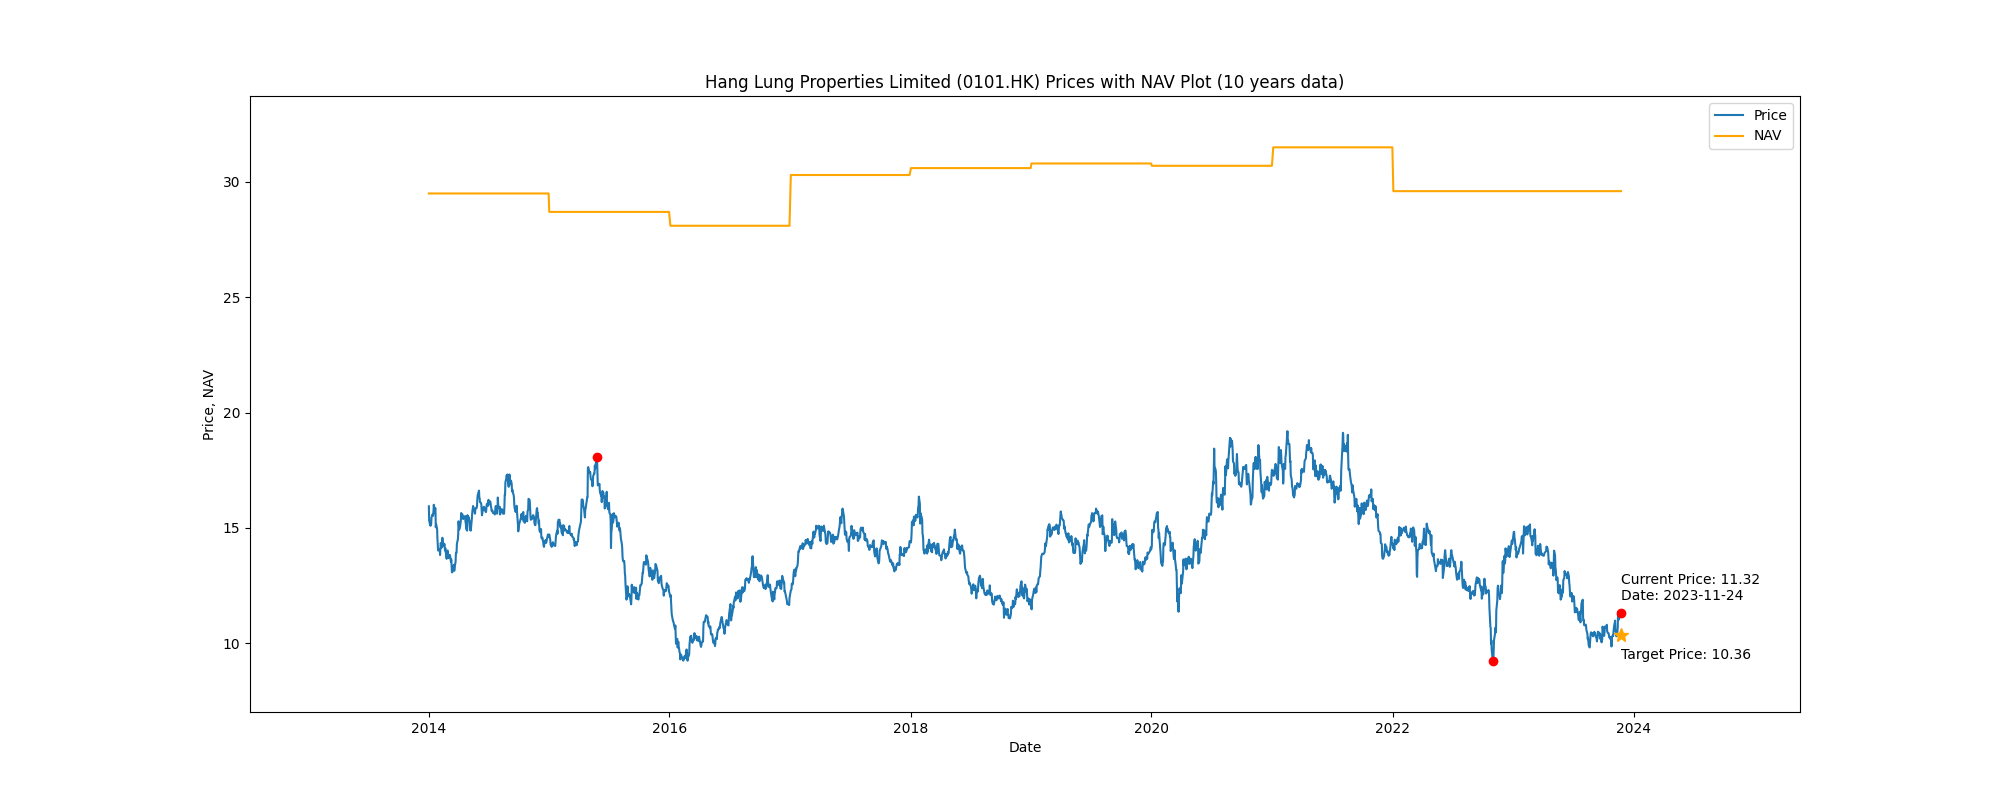 Hang Lung Properties Limited (0101.HK) Prices with NAV Plot (10 years data)
Price
NAV
Price, NAV
30
25
20
15
10
Current Price: 11.32
Date: 2023-11-24
Target Price: 10.36
2014
2016
2018
2020
2022
2024
Date